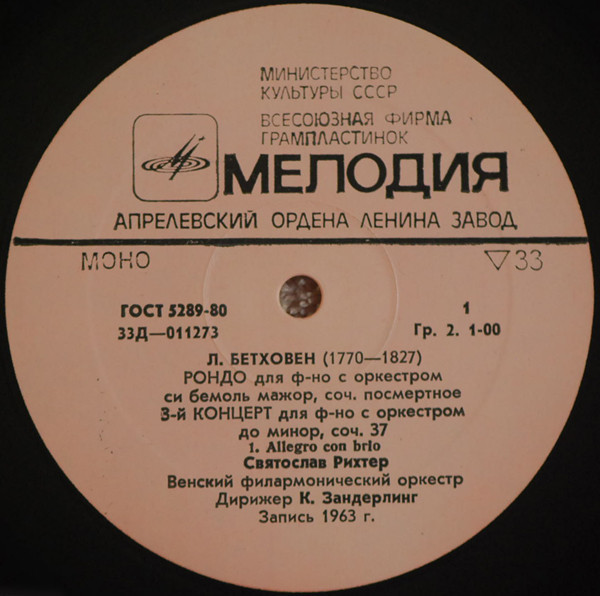 МИНИСТЕРСТВО
КУЛЬТУРЫ СССР
ВСЕСОЮЗНАЯ ФИРМА
ГРАМПЛАСТИНОК
МЕЛОДИЯ
АПРЕЛЕВСКИЙ ОРДЕНА ЛЕНИНА ЗАВОД
МОНО ▽33
ГОСТ 5289-80 1
33Д—011273 Гр. 2. 1-00
Л. БЕТХОВЕН (1770—1827)
РОНДО для ф-но с оркестром
си бемоль мажор, соч. посмертное
3-й КОНЦЕРТ для ф-но с оркестром
до минор, соч. 37
1. Allegro con brio
Святослав Рихтер
Венский филармонический оркестр
Дирижер К. Зандерлинг
Запись 1963 г.